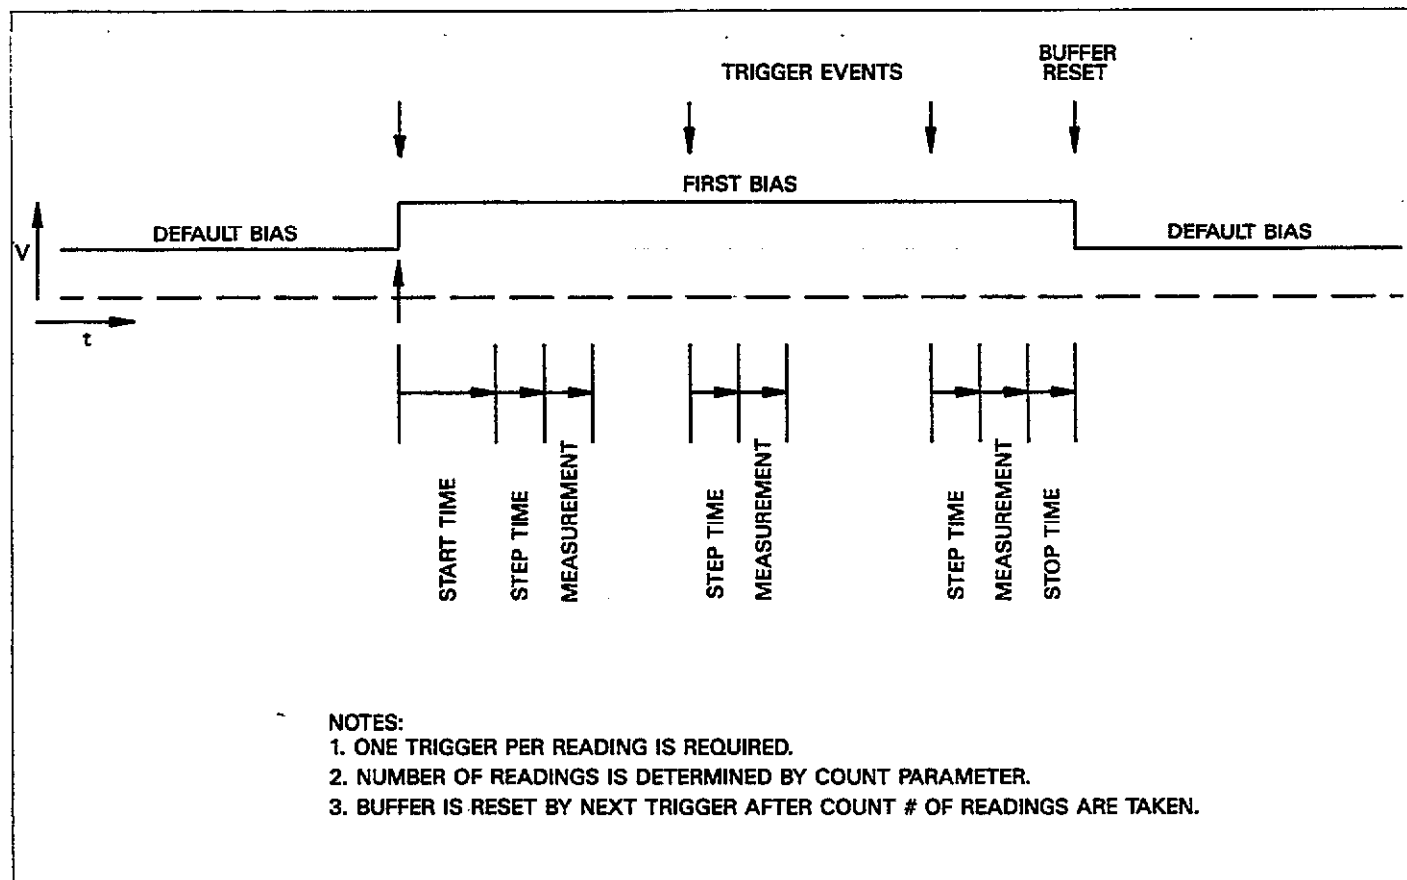 TRIGGER EVENTS
BUFFER
RESET
FIRST BIAS
DEFAULT BIAS
DEFAULT BIAS
V
t
START TIME
STEP TIME
MEASUREMENT
STEP TIME
MEASUREMENT
STEP TIME
MEASUREMENT
STOP TIME
NOTES:
1. ONE TRIGGER PER READING IS REQUIRED.
2. NUMBER OF READINGS IS DETERMINED BY COUNT PARAMETER.
3. BUFFER IS RESET BY NEXT TRIGGER AFTER COUNT # OF READINGS ARE TAKEN.